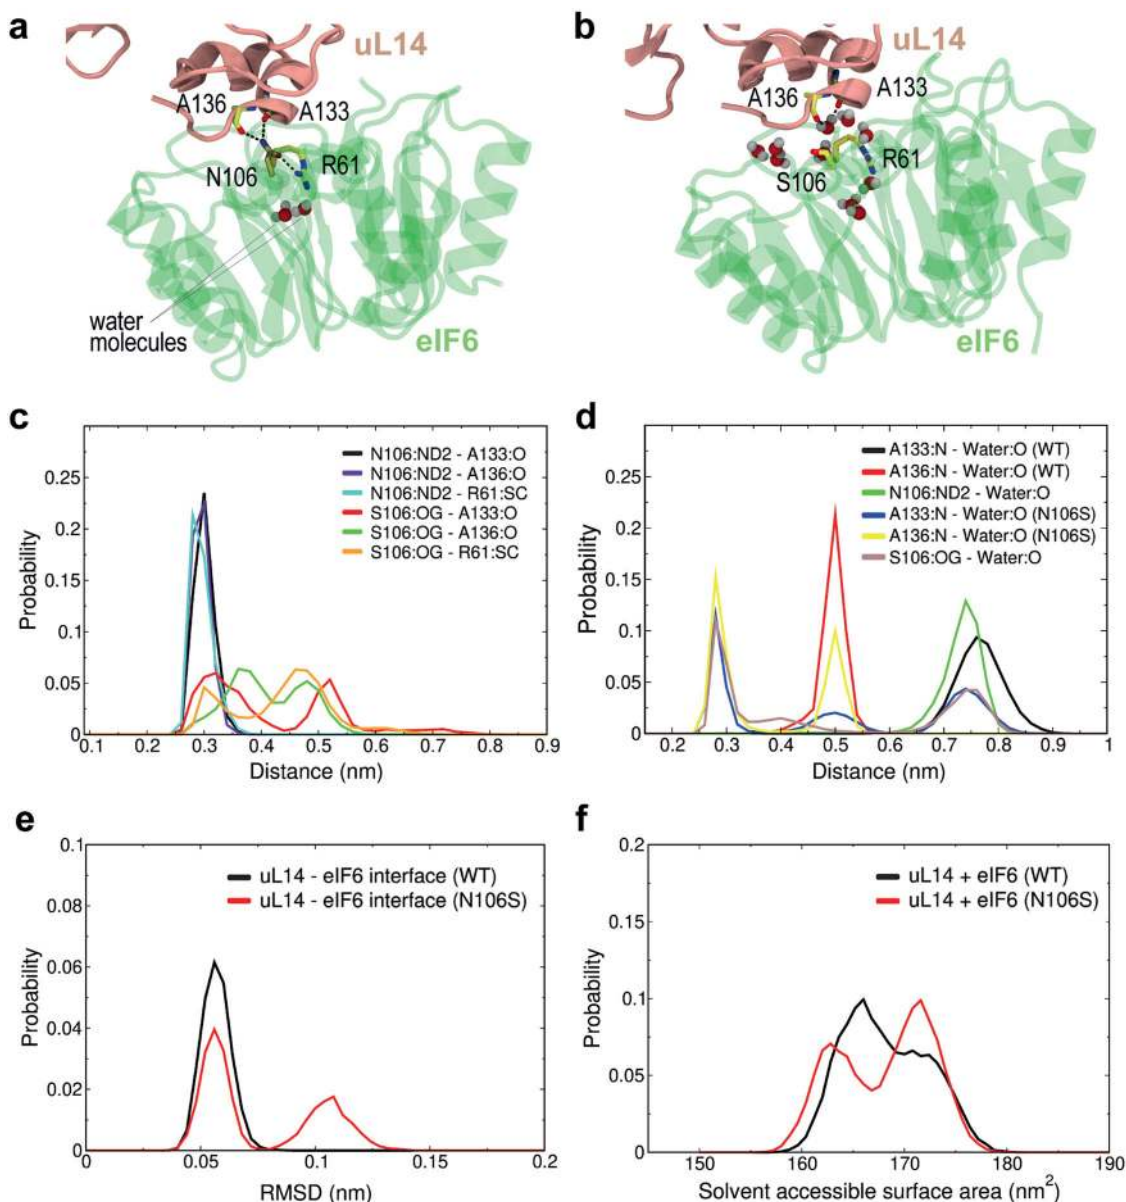 a
uL14
A136
A133
N106
R61
water
molecules
eIF6
b
uL14
A136
A133
S106
R61
eIF6
c
N106:ND2 - A133:O
N106:ND2 - A136:O
N106:ND2 - R61:SC
S106:OG - A133:O
S106:OG - A136:O
S106:OG - R61:SC
Probability
0.25
0.2
0.15
0.1
0.05
0
0.1 0.2 0.3 0.4 0.5 0.6 0.7 0.8 0.9
Distance (nm)
d
A133:N - Water:O (WT)
A136:N - Water:O (WT)
N106:ND2 - Water:O
A133:N - Water:O (N106S)
A136:N - Water:O (N106S)
S106:OG - Water:O
Probability
0.25
0.2
0.15
0.1
0.05
0
0.2 0.3 0.4 0.5 0.6 0.7 0.8 0.9 1
Distance (nm)
e
uL14 - eIF6 interface (WT)
uL14 - eIF6 interface (N106S)
Probability
0.1
0.08
0.06
0.04
0.02
0
0 0.05 0.1 0.15 0.2
RMSD (nm)
f
uL14 + eIF6 (WT)
uL14 + eIF6 (N106S)
Probability
0.2
0.15
0.1
0.05
0
150 160 170 180 190
Solvent accessible surface area (nm²)